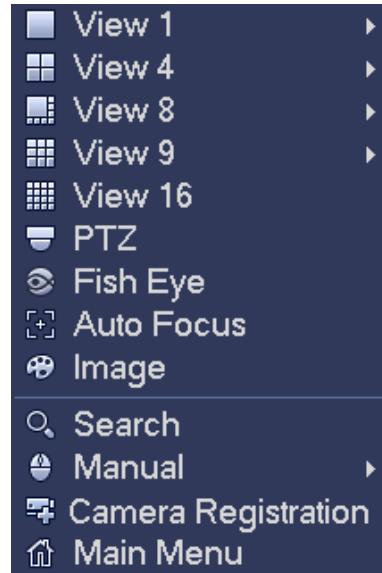 View 1
View 4
View 8
View 9
View 16
PTZ
Fish Eye
Auto Focus
Image
Search
Manual
Camera Registration
Main Menu